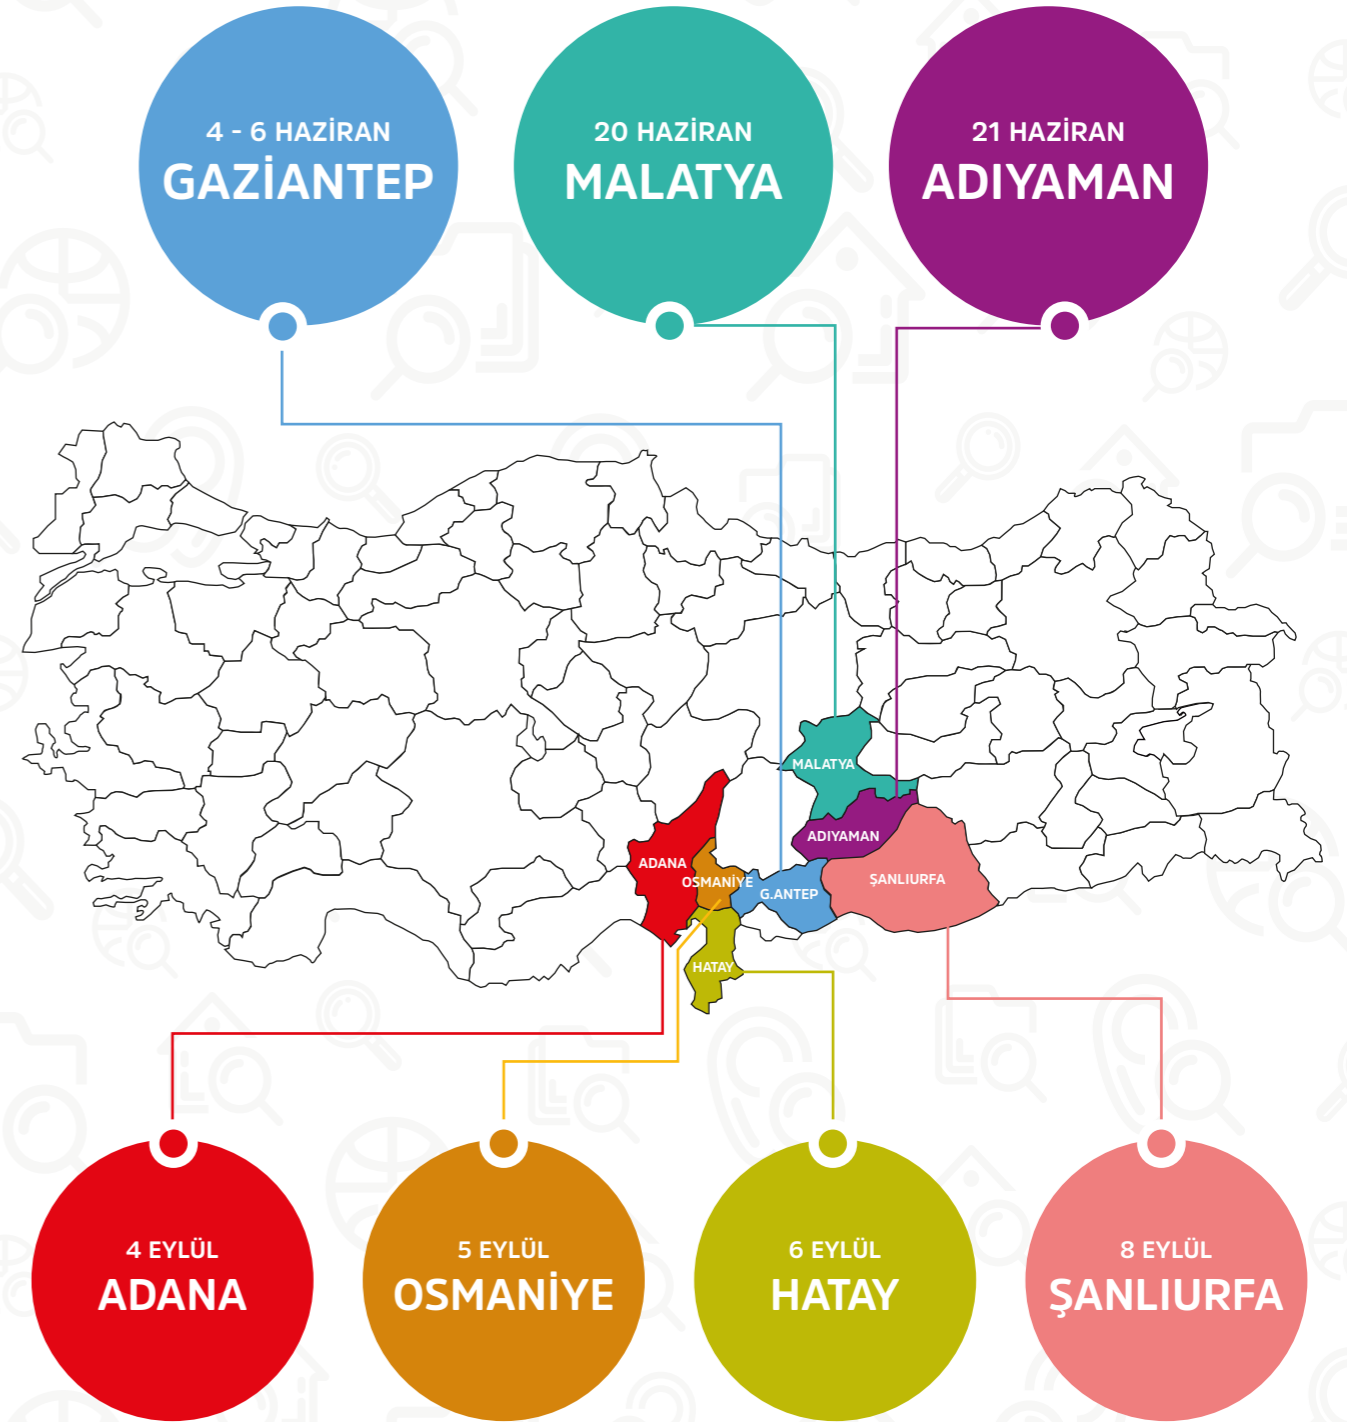 4 - 6 HAZİRAN
GAZİANTEP
20 HAZİRAN
MALATYA
21 HAZİRAN
ADIYAMAN
MALATYA
ADIYAMAN
ADANA
OSMANİYE
G.ANTEP
ŞANLIURFA
HATAY
4 EYLÜL
ADANA
5 EYLÜL
OSMANİYE
6 EYLÜL
HATAY
8 EYLÜL
ŞANLIURFA